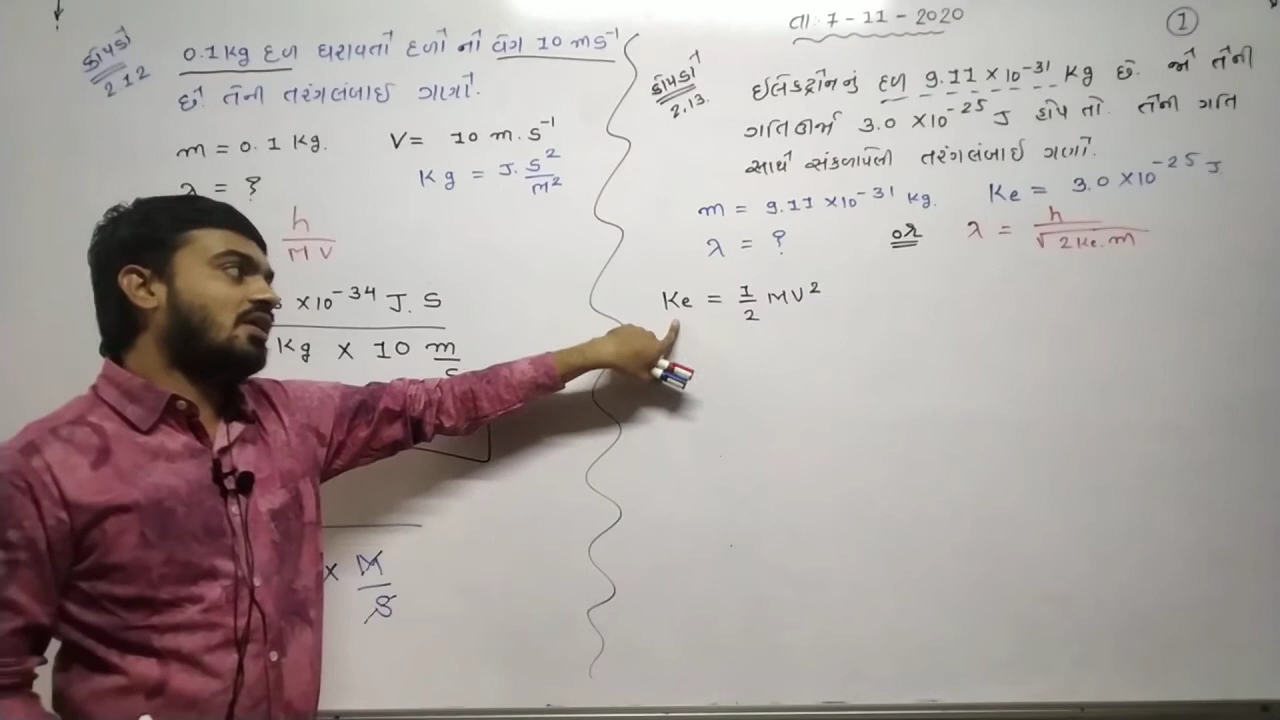 તા. 7 - 11 - 2020
1
દાખલો
2.12
0.1 Kg દળ ધરાવતાં દળો નો વેગ 10 ms⁻¹
છે તેની તરંગલંબાઈ ગણો.
m = 0.1 Kg. V = 10 m.s⁻¹
λ = ? Kg = J.S²/M²
h/MV
×10⁻³⁴ J.S
Kg × 10 m/s
× M/S
દાખલો
2.13.
ઈલેક્ટ્રોનનું દળ 9.11 × 10⁻³¹ Kg છે. જો તેની
ગતિઊર્જા 3.0 × 10⁻²⁵ J હોય તો તેની ગતિ
સાથે સંકળાયેલી તરંગલંબાઈ ગણો.
m = 9.11 × 10⁻³¹ Kg. Ke = 3.0 × 10⁻²⁵ J
λ = ? or λ = h/√2Ke.m
Ke = 1/2 MV²